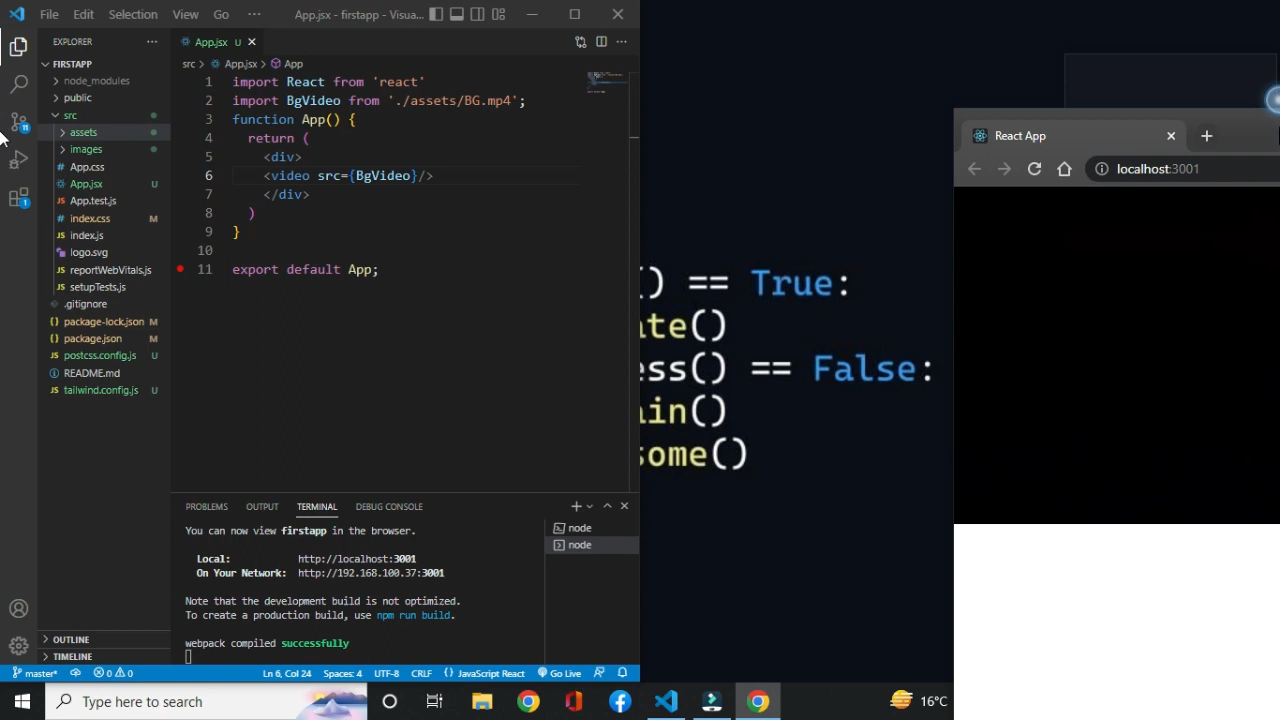 File Edit Selection View Go ··· App.jsx - firstapp - Visua...
EXPLORER ···
FIRSTAPP
node_modules
public
src
assets
images
App.css
App.jsx U
App.test.js
index.css M
index.js
logo.svg
reportWebVitals.js
setupTests.js
.gitignore
package-lock.json M
package.json M
postcss.config.js U
README.md
tailwind.config.js U
OUTLINE
TIMELINE
11
1
App.jsx U
src > App.jsx > App
1 import React from 'react'
2 import BgVideo from './assets/BG.mp4';
3 function App() {
4 return (
5 <div>
6 <video src={BgVideo}/>
7 </div>
8 )
9 }
10
11 export default App;
PROBLEMS OUTPUT TERMINAL DEBUG CONSOLE
You can now view firstapp in the browser.
Local: http://localhost:3001
On Your Network: http://192.168.100.37:3001
Note that the development build is not optimized.
To create a production build, use npm run build.
webpack compiled successfully
node
node
master* 0 0 Ln 6, Col 24 Spaces: 4 UTF-8 CRLF JavaScript React Go Live
() == True:
ate()
ess() == False:
ain()
some()
React App
localhost:3001
Type here to search
16°C